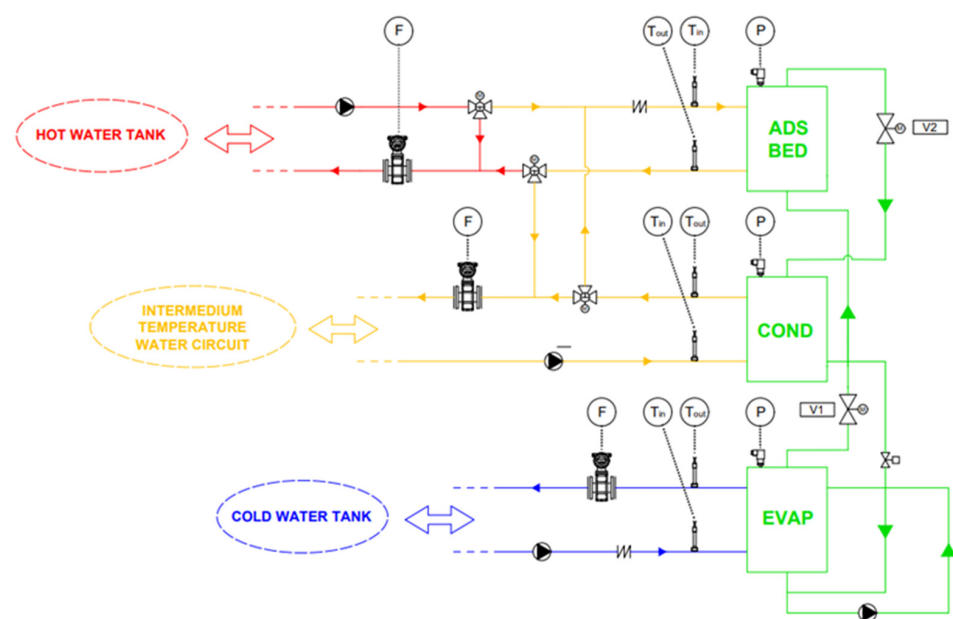 F
Tout
Tin
P
HOT WATER TANK
M
ADS
BED
M
V2
M
F
Tin
Tout
P
INTERMEDIUM
TEMPERATURE
WATER CIRCUIT
M
COND
F
Tin
Tout
P
V1
M
COLD WATER TANK
EVAP